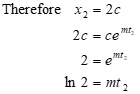 Therefore x₂ = 2c
2c = ce^{mt₂}
2 = e^{mt₂}
ln 2 = mt₂